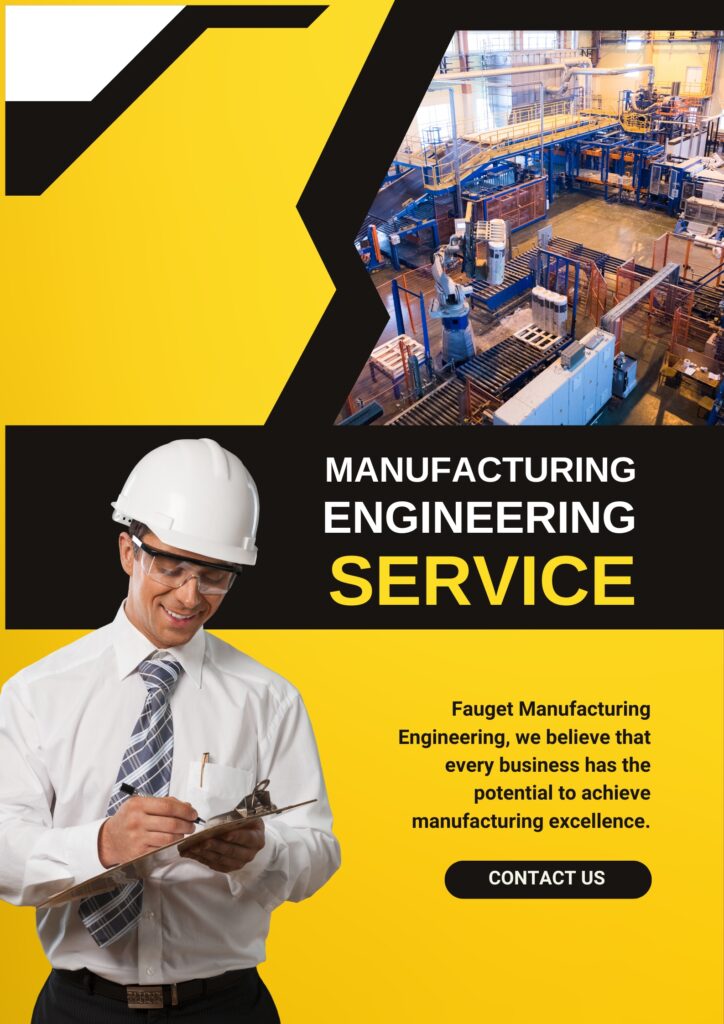 MANUFACTURING
ENGINEERING
SERVICE
Fauget Manufacturing
Engineering, we believe that
every business has the
potential to achieve
manufacturing excellence.
CONTACT US